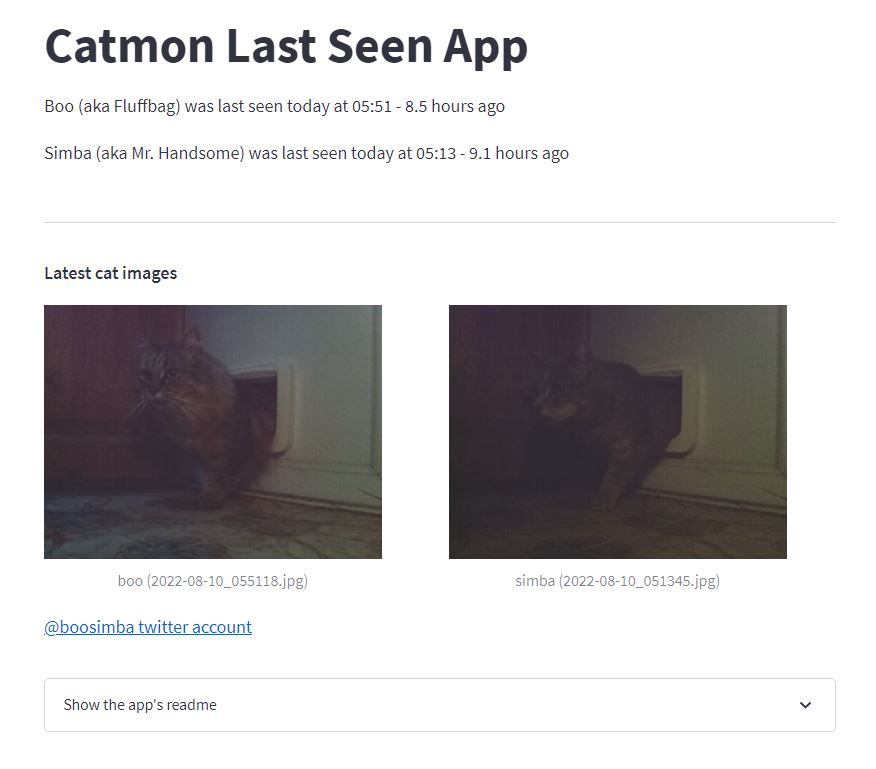 Catmon Last Seen App
Boo (aka Fluffbag) was last seen today at 05:51 - 8.5 hours ago
Simba (aka Mr. Handsome) was last seen today at 05:13 - 9.1 hours ago
Latest cat images
boo (2022-08-10_055118.jpg)
simba (2022-08-10_051345.jpg)
@boosimba twitter account
Show the app's readme